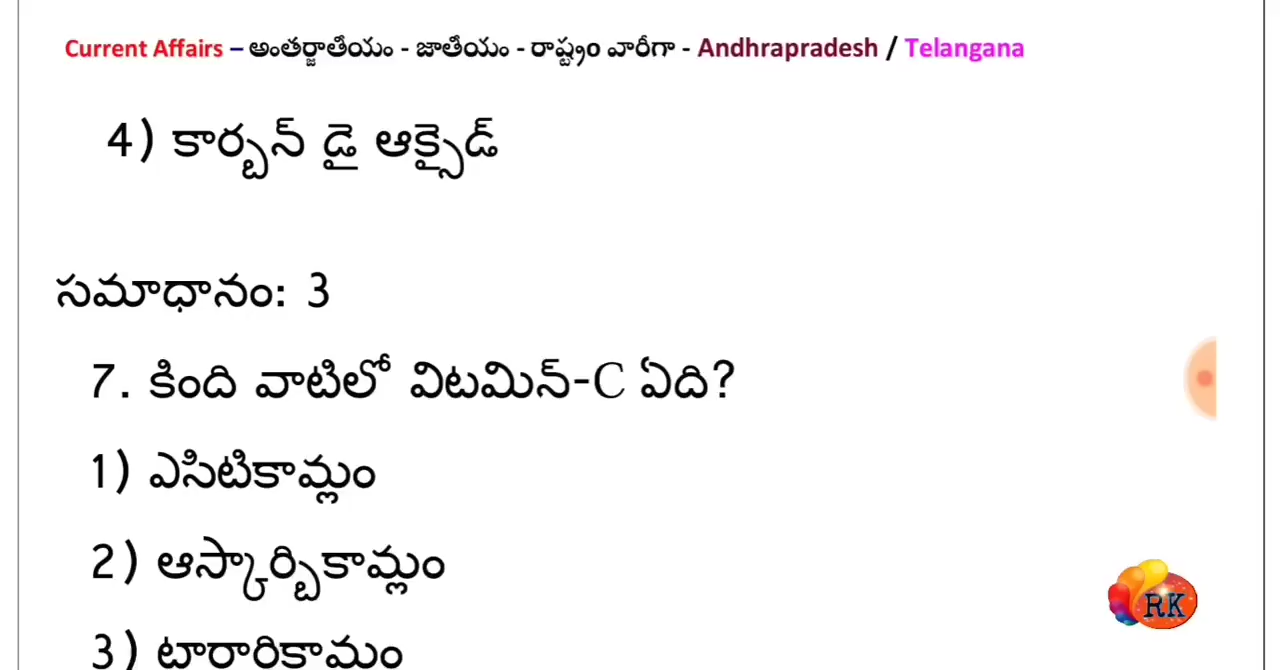 Current Affairs – అంతర్జాతీయం - జాతీయం - రాష్ట్రం వారీగా - Andhrapradesh / Telangana
4) కార్బన్ డై ఆక్సైడ్
సమాధానం: 3
7. కింది వాటిలో విటమిన్-C ఏది?
1) ఎసిటికామ్లం
2) ఆస్కార్బికామ్లం
3)
RK